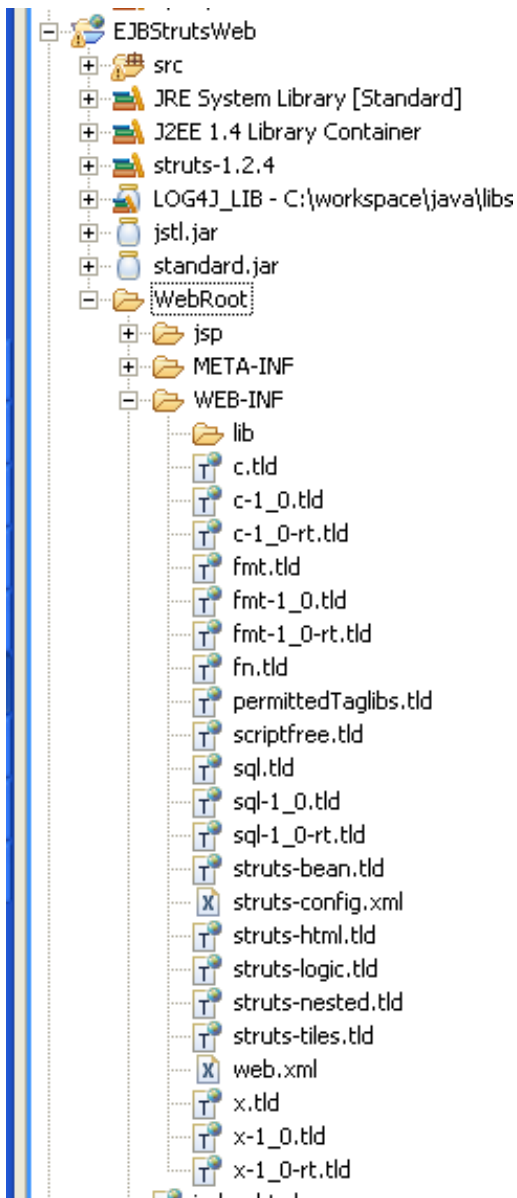 EJBStrutsWeb
src
JRE System Library [Standard]
J2EE 1.4 Library Container
struts-1.2.4
LOG4J_LIB - C:\workspace\java\libs
jstl.jar
standard.jar
WebRoot
jsp
META-INF
WEB-INF
lib
c.tld
c-1_0.tld
c-1_0-rt.tld
fmt.tld
fmt-1_0.tld
fmt-1_0-rt.tld
fn.tld
permittedTaglibs.tld
scriptfree.tld
sql.tld
sql-1_0.tld
sql-1_0-rt.tld
struts-bean.tld
struts-config.xml
struts-html.tld
struts-logic.tld
struts-nested.tld
struts-tiles.tld
web.xml
x.tld
x-1_0.tld
x-1_0-rt.tld